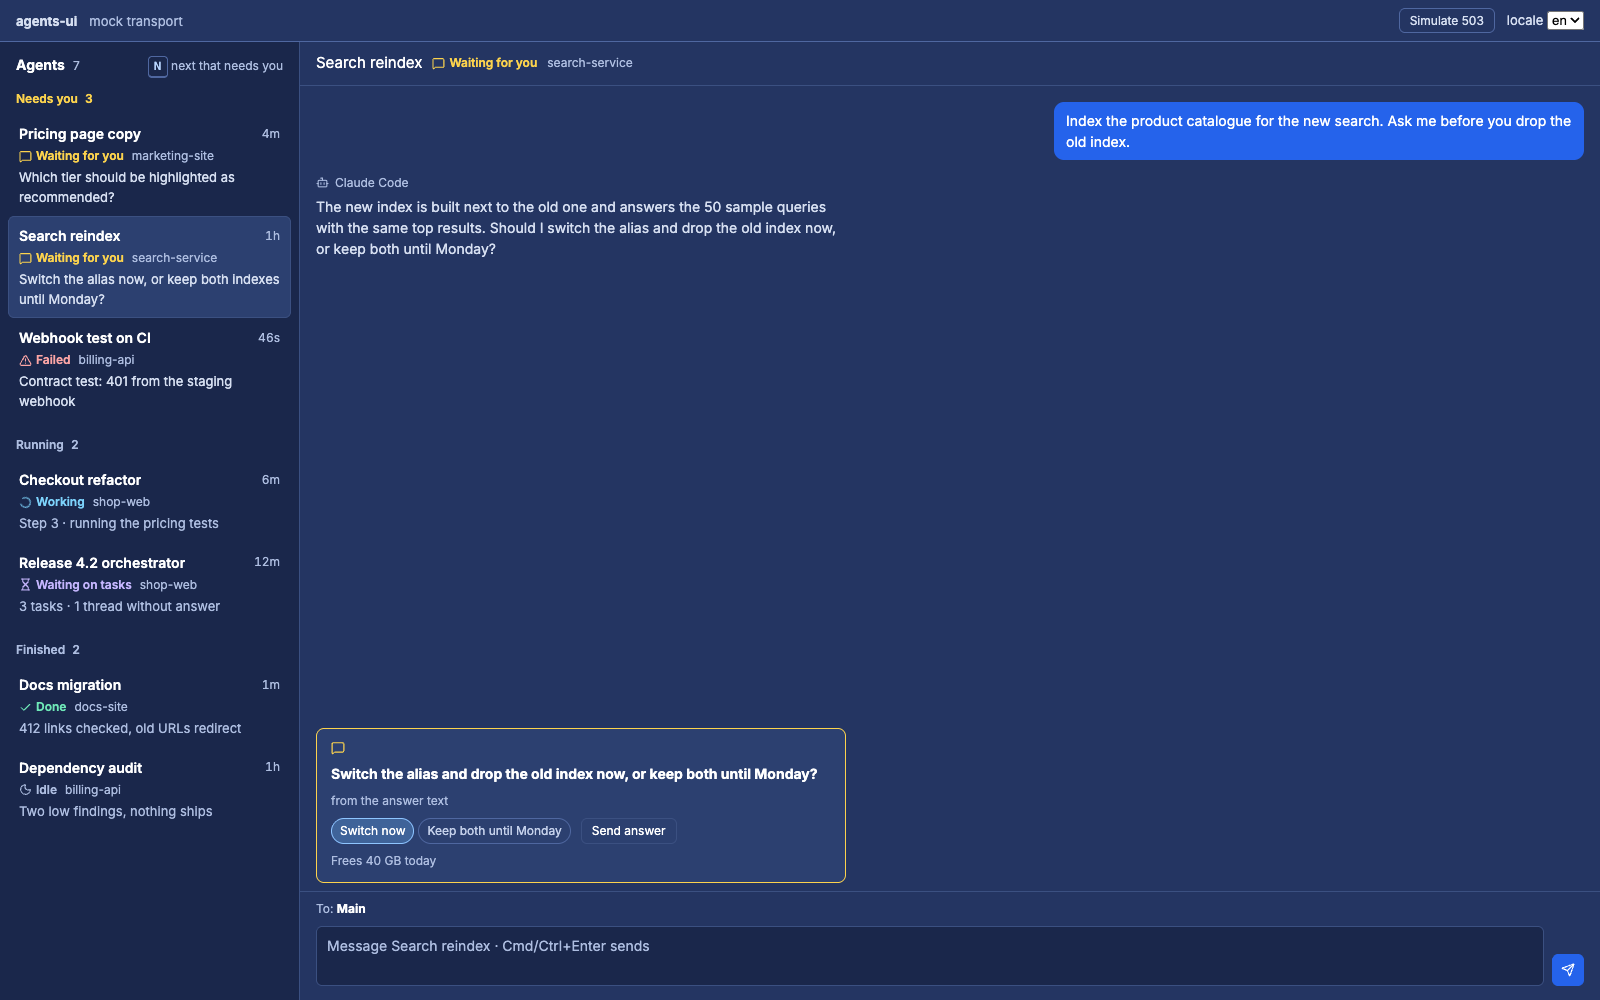 agents-ui mock transport
Simulate 503 locale en
Agents 7 N next that needs you
Needs you 3
Pricing page copy 4m
Waiting for you marketing-site
Which tier should be highlighted as
recommended?
Search reindex 1h
Waiting for you search-service
Switch the alias now, or keep both indexes
until Monday?
Webhook test on CI 46s
Failed billing-api
Contract test: 401 from the staging
webhook
Running 2
Checkout refactor 6m
Working shop-web
Step 3 · running the pricing tests
Release 4.2 orchestrator 12m
Waiting on tasks shop-web
3 tasks · 1 thread without answer
Finished 2
Docs migration 1m
Done docs-site
412 links checked, old URLs redirect
Dependency audit 1h
Idle billing-api
Two low findings, nothing ships
Search reindex Waiting for you search-service
Index the product catalogue for the new search. Ask me before you drop the
old index.
Claude Code
The new index is built next to the old one and answers the 50 sample queries
with the same top results. Should I switch the alias and drop the old index now,
or keep both until Monday?
Switch the alias and drop the old index now, or keep both until Monday?
from the answer text
Switch now Keep both until Monday Send answer
Frees 40 GB today
To: Main
Message Search reindex · Cmd/Ctrl+Enter sends